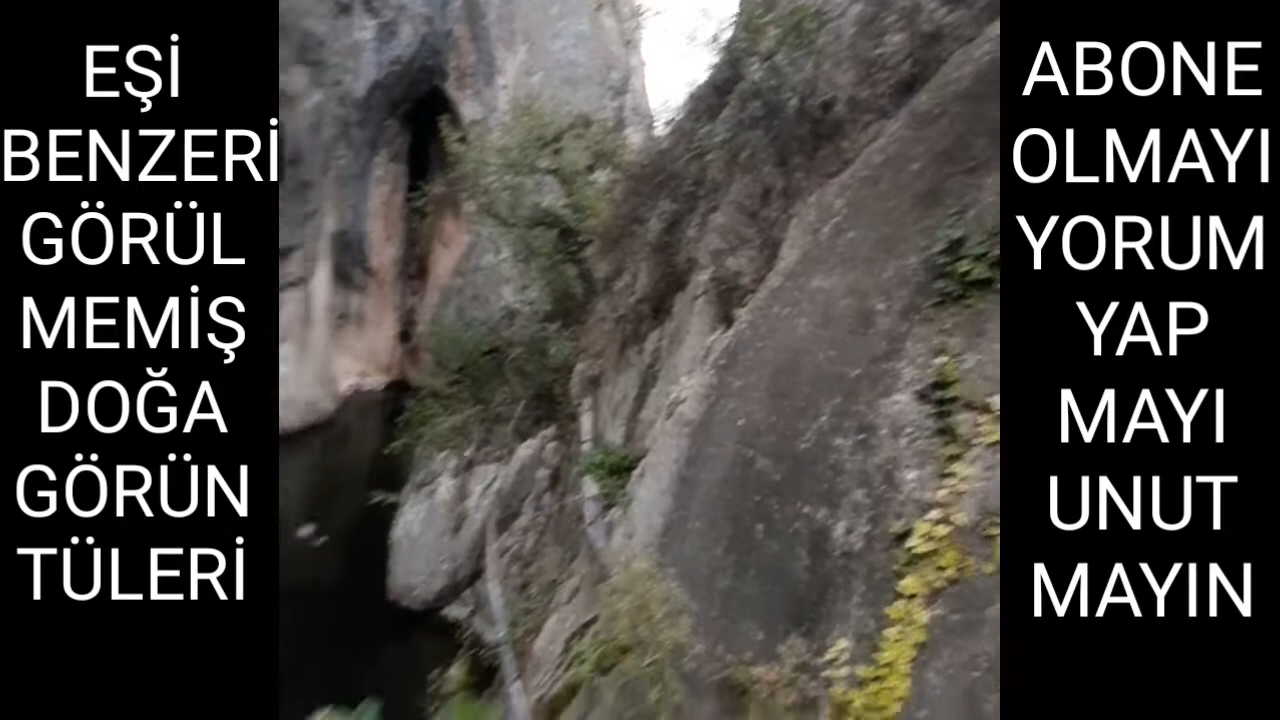 EŞİ
BENZERİ
GÖRÜL
MEMİŞ
DOĞA
GÖRÜN
TÜLERİ
ABONE
OLMAYI
YORUM
YAP
MAYI
UNUT
MAYIN